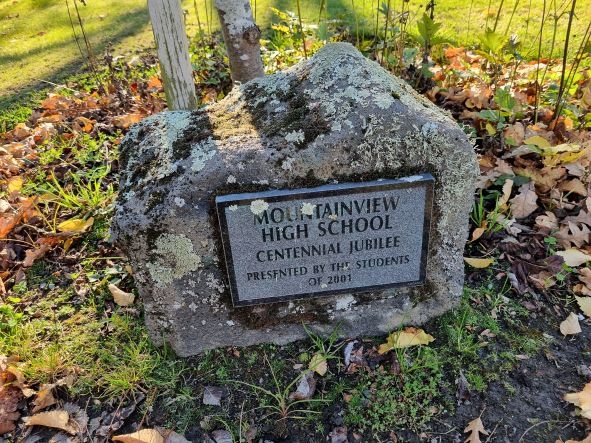 MOUNTAINVIEW
HIGH SCHOOL
CENTENNIAL JUBILEE
PRESENTED BY THE STUDENTS
OF 2001